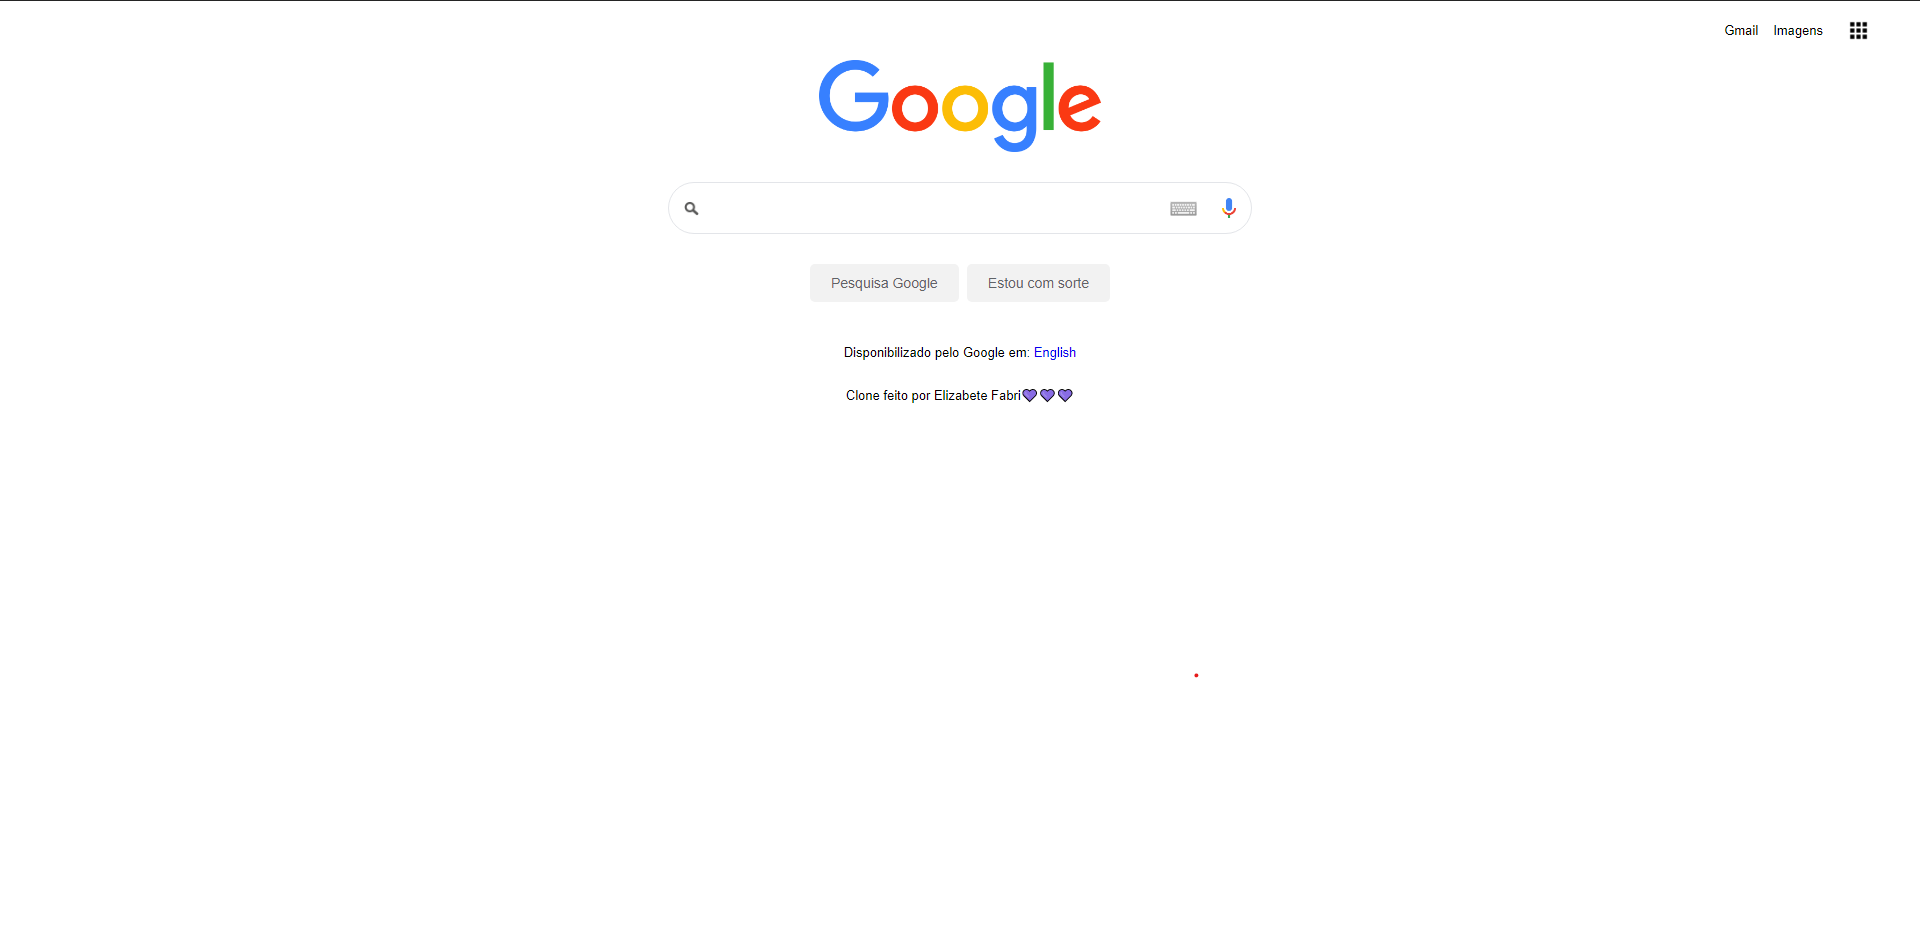 Gmail Imagens
Google
Pesquisa Google Estou com sorte
Disponibilizado pelo Google em: English
Clone feito por Elizabete Fabri💜💜💜